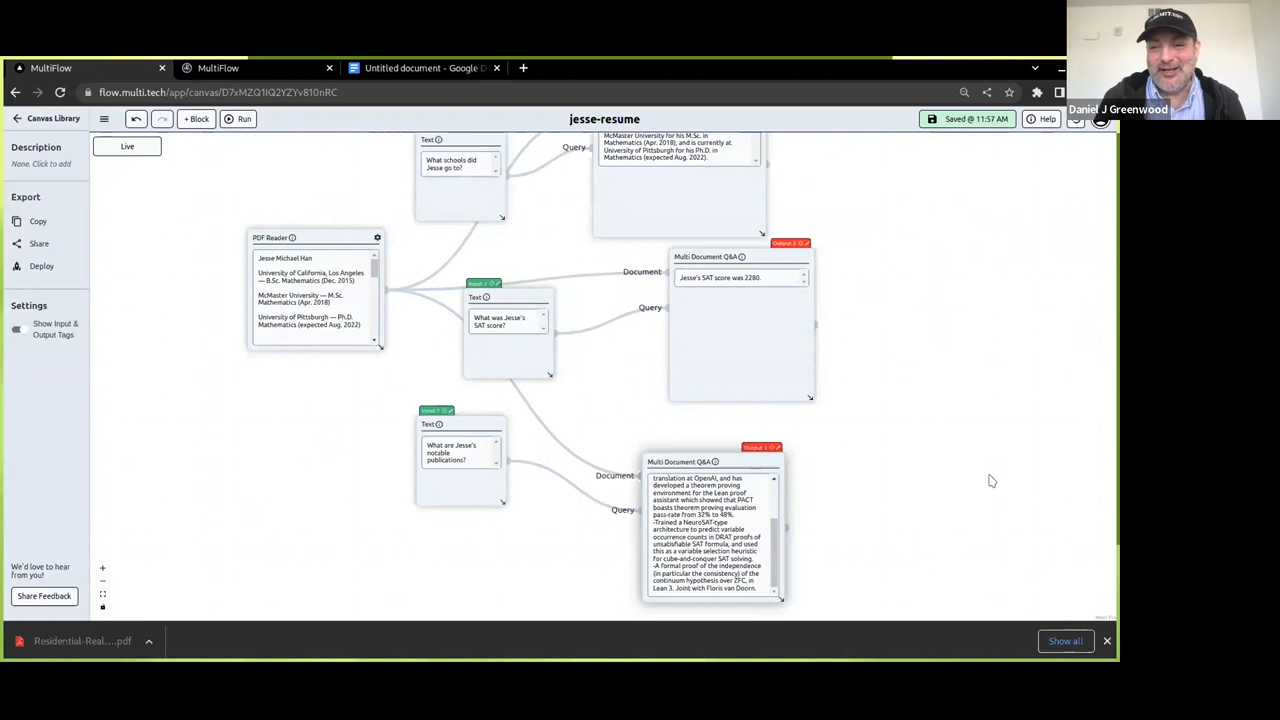 MultiFlow
MultiFlow
Untitled document - Google D
flow.multi.tech/app/canvas/D7xMZQ1IQ2YZYv810nRC
Canvas Library
+ Block
Run
jesse-resume
Saved @ 11:57 AM
Help
Daniel J Greenwood
Description
None. Click to add
Export
Copy
Share
Deploy
Settings
Show Input &
Output Tags
We'd love to hear
from you!
Share Feedback
Live
Text
What schools did
Jesse go to?
Query
McMaster University for his M.Sc. in
Mathematics (Apr. 2018), and is currently at
University of Pittsburgh for his Ph.D. in
Mathematics (expected Aug. 2022).
PDF Reader
Jesse Michael Han
University of California, Los Angeles
— B.Sc. Mathematics (Dec. 2015)
McMaster University — M.Sc.
Mathematics (Apr. 2018)
University of Pittsburgh — Ph.D.
Mathematics (expected Aug. 2022)
Text
What was Jesse's
SAT score?
Document
Query
Multi Document Q&A
Jesse's SAT score was 2280.
Input 1
Text
What are Jesse's
notable
publications?
Document
Query
Multi Document Q&A
translation at OpenAI, and has
developed a theorem proving
environment for the Lean proof
assistant which showed that PACT
boasts theorem proving evaluation
pass-rate from 32% to 48%.
-Trained a NeuroSAT-type
architecture to predict variable
occurrence counts in DRAT proofs of
unsatisfiable SAT formula, and used
this as a variable selection heuristic
for cube-and-conquer SAT solving.
-A formal proof of the independence
(in particular the consistency) of the
continuum hypothesis over ZFC, in
Lean 3. Joint with Floris van Doorn.
Residential-Real....pdf
Show all